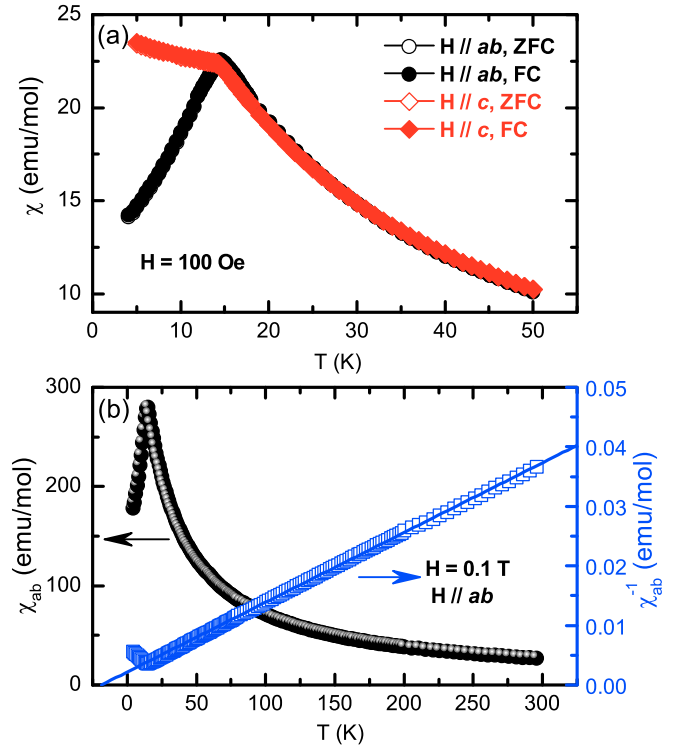 (a)
H // ab, ZFC
H // ab, FC
H // c, ZFC
H // c, FC
H = 100 Oe
χ (emu/mol)
25
20
15
10
0 10 20 30 40 50
T (K)
(b)
χab (emu/mol)
300
200
100
0
H = 0.1 T
H // ab
0.05
0.04
0.03
0.02
0.01
0.00
χab-1 (emu/mol)
0 50 100 150 200 250 300
T (K)